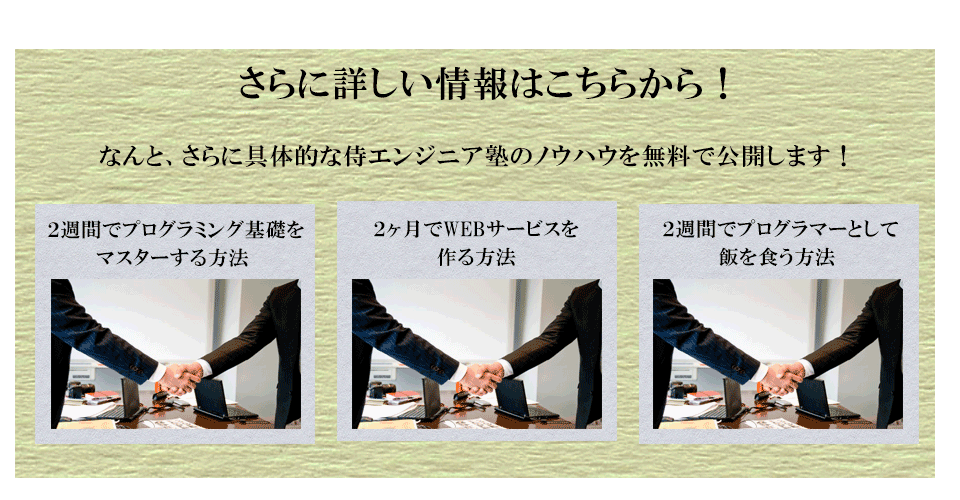 さらに詳しい情報はこちらから！
なんと、さらに具体的な侍エンジニア塾のノウハウを無料で公開します！
２週間でプログラミング基礎を
マスターする方法
２ヶ月でWEBサービスを
作る方法
２週間でプログラマーとして
飯を食う方法